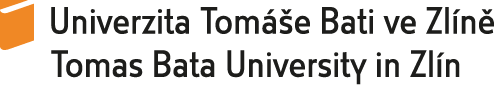 Univerzita Tomáše Bati ve Zlíně
Tomas Bata University in Zlín